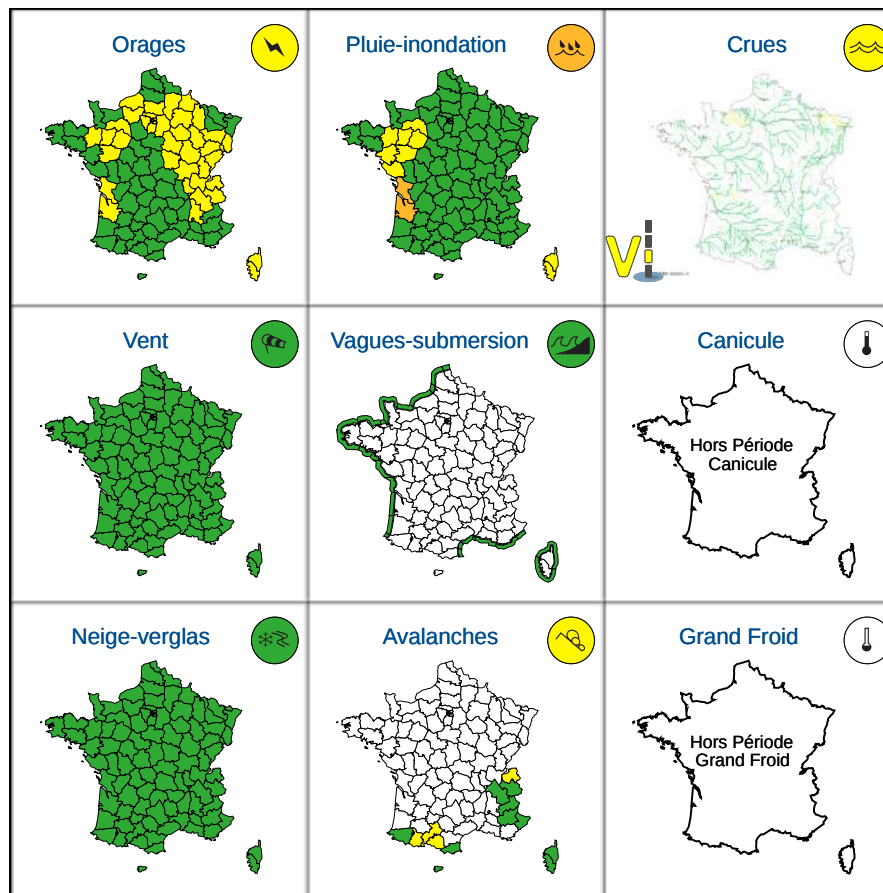 Orages
Pluie-inondation
Crues
Vi
Vent
Vagues-submersion
Canicule
Hors Période
Canicule
Neige-verglas
Avalanches
Grand Froid
Hors Période
Grand Froid